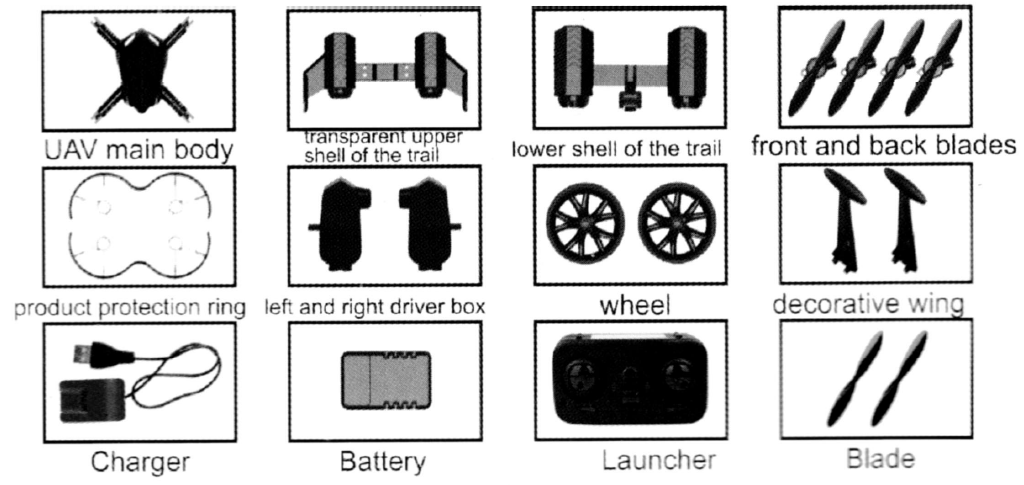 UAV main body
transparent upper
shell of the trail
lower shell of the trail
front and back blades
product protection ring
left and right driver box
wheel
decorative wing
Charger
Battery
Launcher
Blade